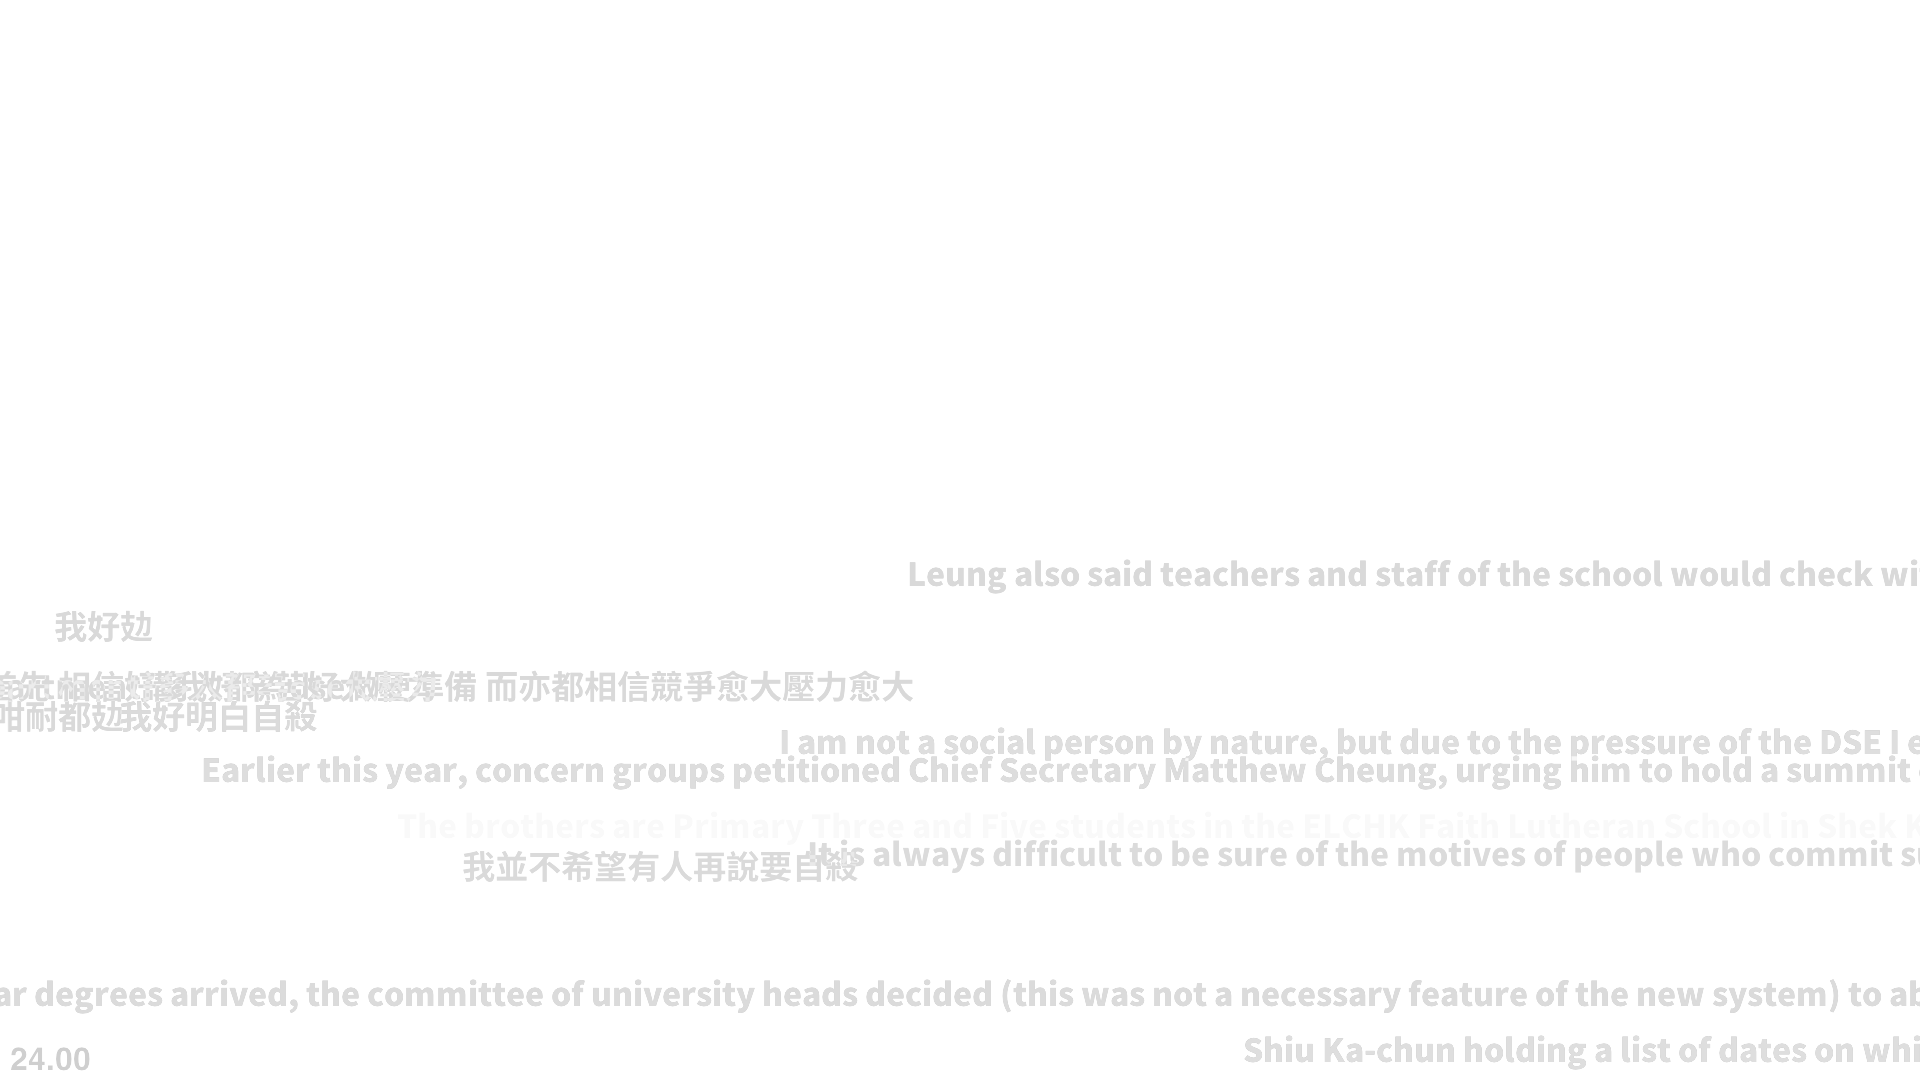 Leung also said teachers and staff of the school would check
我好攰
相信 準備 而亦都相信競爭愈大壓力愈大
咁耐都攰
我好明白自殺
I am not a social person by nature, but due to the pressure of the DSE I
Earlier this year, concern groups petitioned Chief Secretary Matthew Cheung, urging him to hold a summit
The brothers are Primary Three and Five students in the ELCHK Faith Lutheran School in Shek
It is always difficult to be sure of the motives of people who commit
我並不希望有人再說要自殺
degrees arrived, the committee of university heads decided (this was not a necessary feature of the new system) to
Shiu Ka-chun holding a list of dates on
24.00